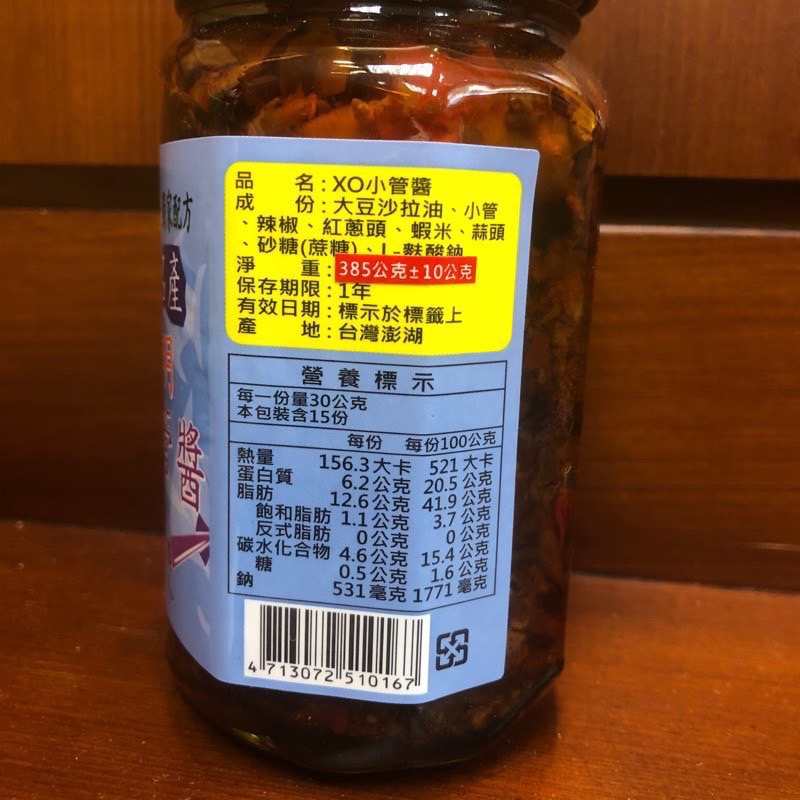 家配方
產
醬
品 名:XO小管醬
成 份:大豆沙拉油、小管
、辣椒、紅蔥頭、蝦米、蒜頭
、砂糖(蔗糖)、L-麩酸鈉
淨 重:385公克±10公克
保存期限:1年
有效日期:標示於標籤上
產 地:台灣澎湖
營養標示
每一份量30公克
本包裝含15份
每份 每份100公克
熱量 156.3大卡 521大卡
蛋白質 6.2公克 20.5公克
脂肪 12.6公克 41.9公克
飽和脂肪 1.1公克 3.7公克
反式脂肪 0公克 0公克
碳水化合物 4.6公克 15.4公克
糖 0.5公克 1.6公克
鈉 531毫克 1771毫克
4 713072 510167